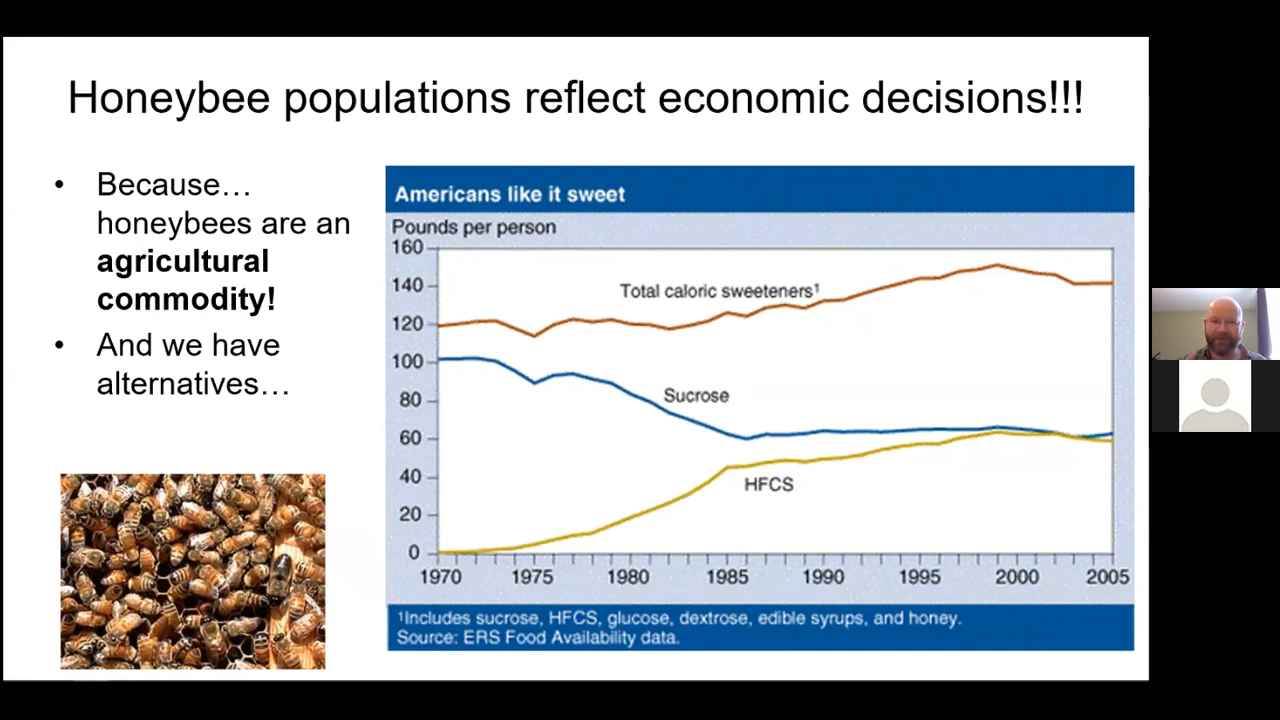 Honeybee populations reflect economic decisions!!!
• Because…
honeybees are an
agricultural
commodity!
• And we have
alternatives…
Americans like it sweet
Pounds per person
160
140
120
100
80
60
40
20
0
Total caloric sweeteners¹
Sucrose
HFCS
1970 1975 1980 1985 1990 1995 2000 2005
¹Includes sucrose, HFCS, glucose, dextrose, edible syrups, and honey.
Source: ERS Food Availability data.